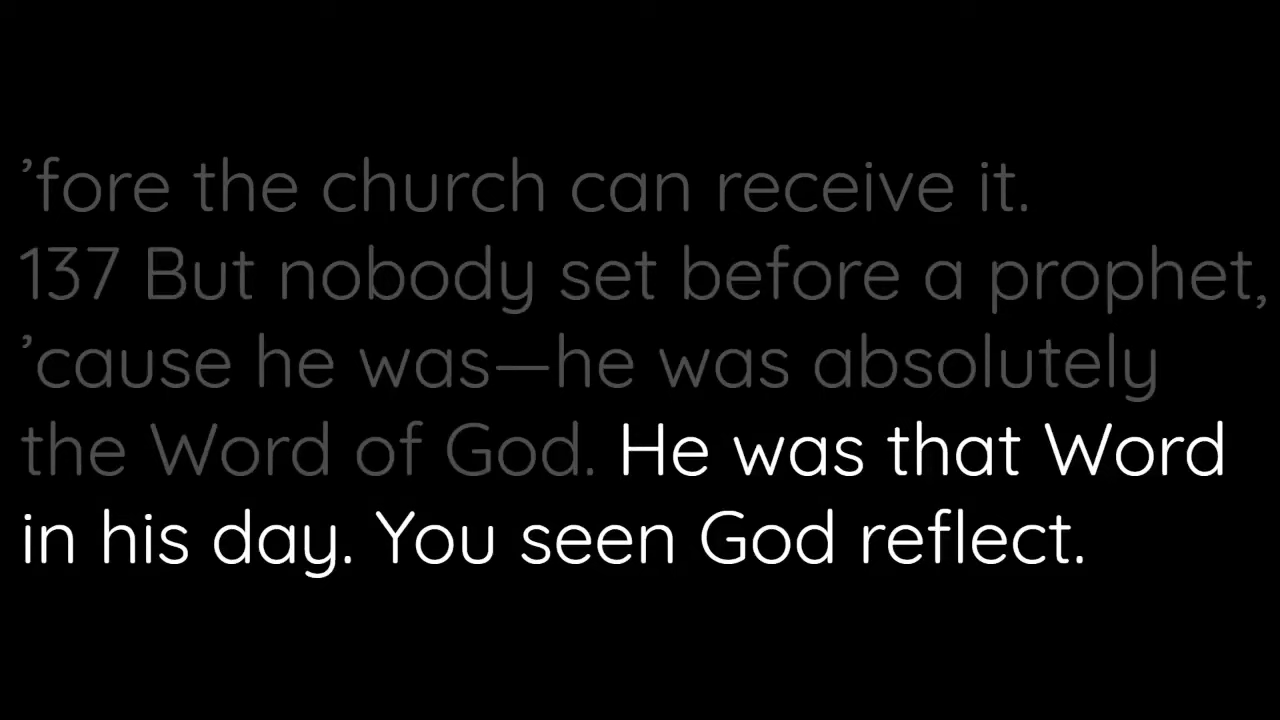 ’fore the church can receive it.
137 But nobody set before a prophet,
’cause he was—he was absolutely
the Word of God. He was that Word
in his day. You seen God reflect.